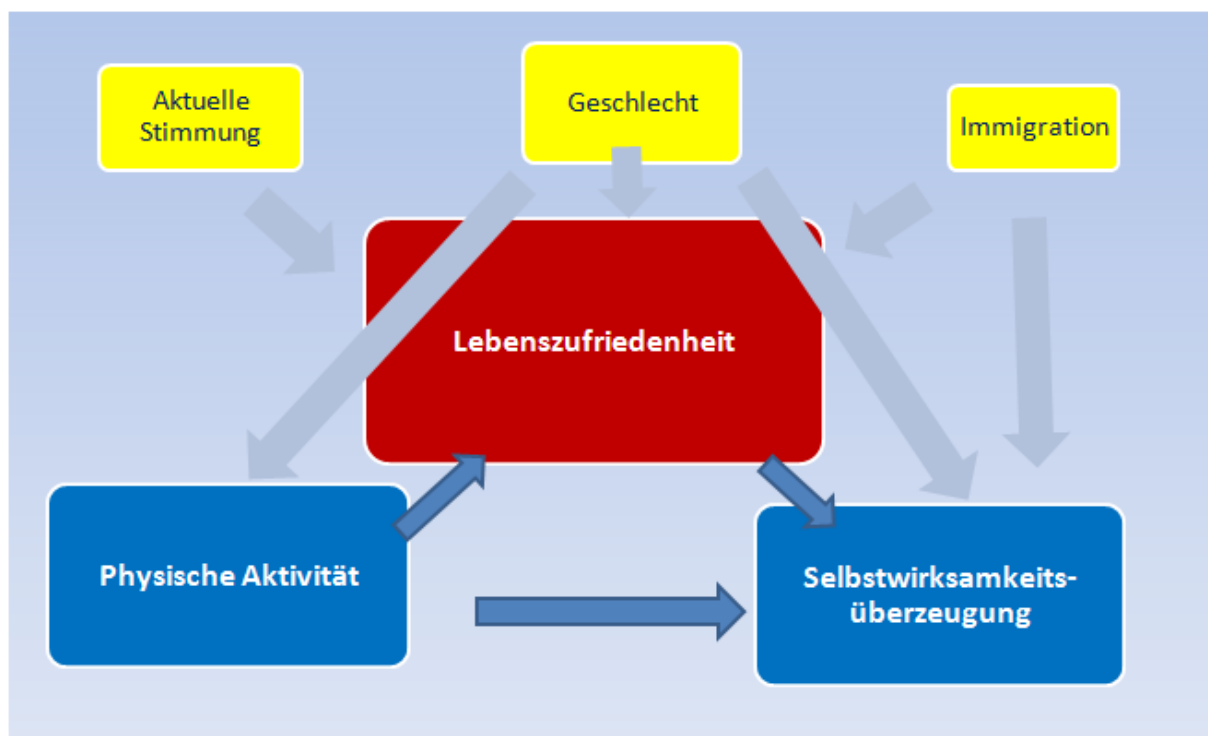 Aktuelle
Stimmung
Geschlecht
Immigration
Lebenszufriedenheit
Physische Aktivität
Selbstwirksamkeits-
überzeugung